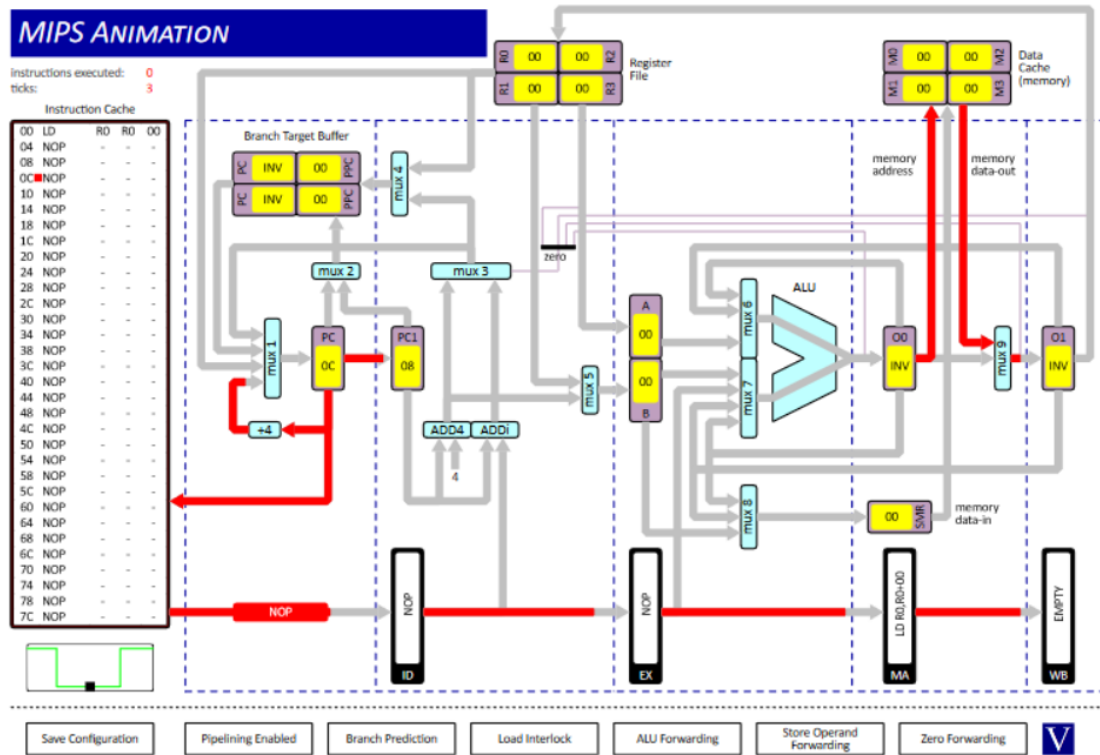 MIPS ANIMATION
instructions executed: 0
ticks: 3
Instruction Cache
00 LD R0 R0 00
04 NOP - - -
08 NOP - - -
0C NOP - - -
10 NOP - - -
14 NOP - - -
18 NOP - - -
1C NOP - - -
20 NOP - - -
24 NOP - - -
28 NOP - - -
2C NOP - - -
30 NOP - - -
34 NOP - - -
38 NOP - - -
3C NOP - - -
40 NOP - - -
44 NOP - - -
48 NOP - - -
4C NOP - - -
50 NOP - - -
54 NOP - - -
58 NOP - - -
5C NOP - - -
60 NOP - - -
64 NOP - - -
68 NOP - - -
6C NOP - - -
70 NOP - - -
74 NOP - - -
78 NOP - - -
7C NOP - - -
R0 00 00 R2
R1 00 00 R3
Register
File
M0 00 00 M2
M1 00 00 M3
Data
Cache
(memory)
Branch Target Buffer
PC INV 00 PPC
PC INV 00 PPC
mux 4
memory
address
memory
data-out
zero
mux 2
mux 3
mux 1
PC
0C
PC1
08
+4
ADD4
ADDi
4
mux 5
A
00
00
B
mux 6
mux 7
ALU
O0
INV
mux 9
O1
INV
mux 8
00 SMR
memory
data-in
NOP
NOP
ID
NOP
EX
LD R0,R0+00
MA
EMPTY
WB
Save Configuration
Pipelining Enabled
Branch Prediction
Load Interlock
ALU Forwarding
Store Operand
Forwarding
Zero Forwarding
V